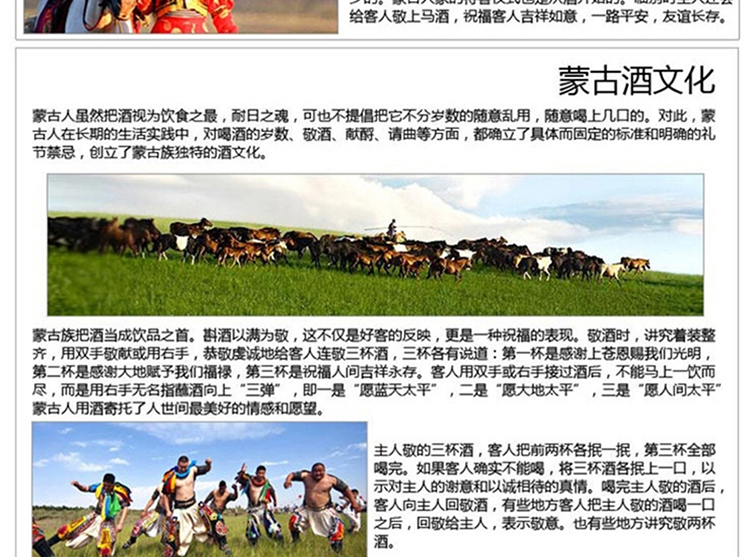 给客人敬上马酒，祝福客人吉祥如意，一路平安，友谊长存。
蒙古酒文化
蒙古人虽然把酒视为饮食之最，耐日之魂，可也不提倡把它不分岁数的随意乱用，随意喝上几口的。对此，蒙
古人在长期的生活实践中，对喝酒的岁数、敬酒、献酹、请曲等方面，都确立了具体而固定的标准和明确的礼
节禁忌，创立了蒙古族独特的酒文化。
蒙古族把酒当成饮品之首。斟酒以满为敬，这不仅是好客的反映，更是一种祝福的表现。敬酒时，讲究着装整
齐，用双手敬献或用右手，恭敬虔诚地给客人连敬三杯酒，三杯各有说道：第一杯是感谢上苍恩赐我们光明，
第二杯是感谢大地赋予我们福禄，第三杯是祝福人间吉祥永存。客人用双手或右手接过酒后，不能马上一饮而
尽，而是用右手无名指蘸酒向上“三弹”，即一是“愿蓝天太平”，二是“愿大地太平”，三是“愿人间太平”
蒙古人用酒寄托了人世间最美好的情感和愿望。
主人敬的三杯酒，客人把前两杯各抿一抿，第三杯全部
喝完。如果客人确实不能喝，将三杯酒各抿上一口，以
示对主人的谢意和以诚相待的真情。喝完主人敬的酒后，
客人向主人回敬酒，有些地方客人把主人敬的酒喝一口
之后，回敬给主人，表示敬意。也有些地方讲究敬两杯
酒。